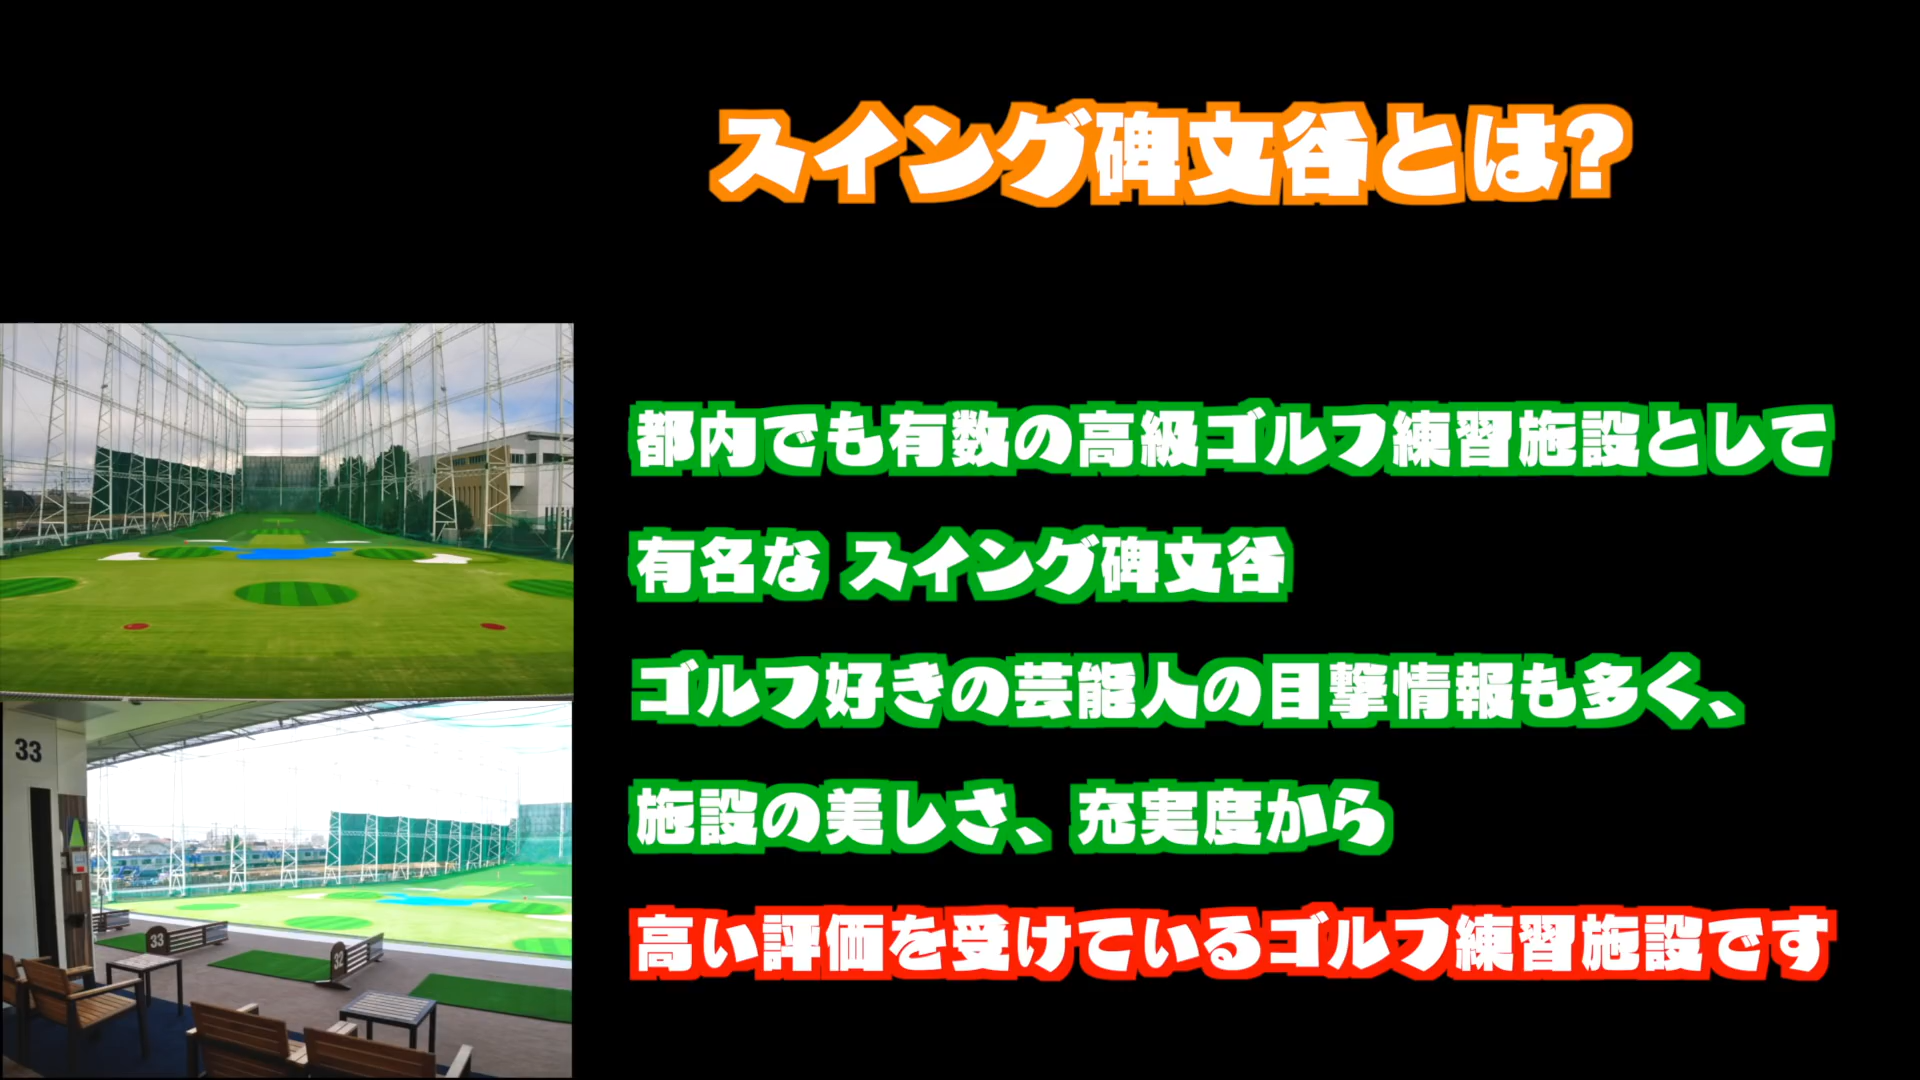 スイング碑文谷とは?
都内でも有数の高級ゴルフ練習施設として
有名な スイング碑文谷
ゴルフ好きの芸能人の目撃情報も多く、
施設の美しさ、充実度から
高い評価を受けているゴルフ練習施設です
33
33
32